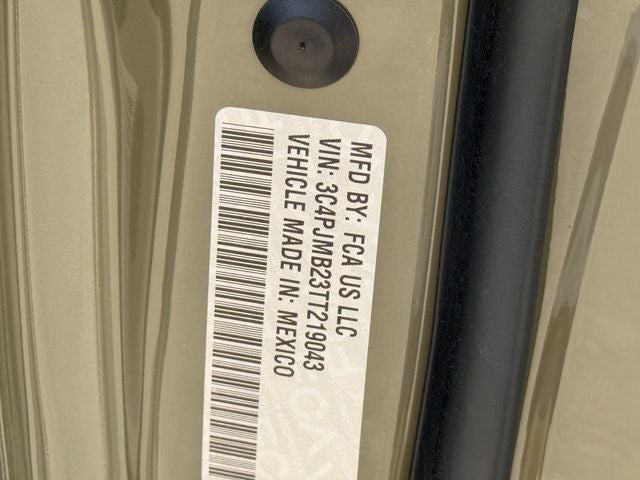 MFD BY: FCA US LLC
VIN: 3C4PJMB23TT219043
VEHICLE MADE IN: MEXICO